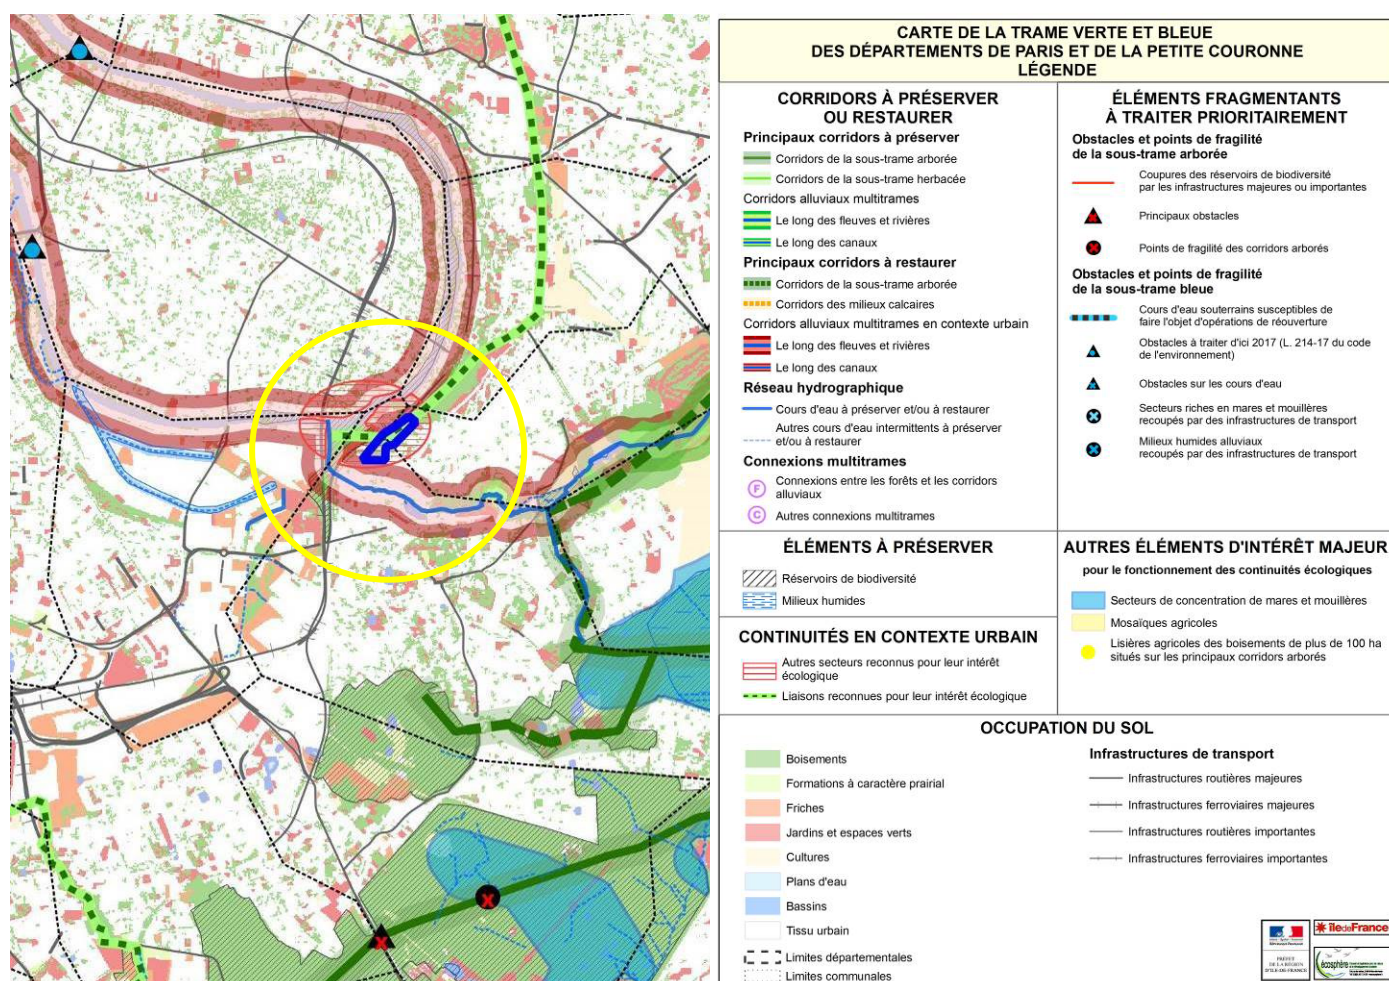 CARTE DE LA TRAME VERTE ET BLEUE
DES DÉPARTEMENTS DE PARIS ET DE LA PETITE COURONNE
LÉGENDE
CORRIDORS À PRÉSERVER
OU RESTAURER
Principaux corridors à préserver
Corridors de la sous-trame arborée
Corridors de la sous-trame herbacée
Corridors alluviaux multitrames
Le long des fleuves et rivières
Le long des canaux
Principaux corridors à restaurer
Corridors de la sous-trame arborée
Corridors des milieux calcaires
Corridors alluviaux multitrames en contexte urbain
Le long des fleuves et rivières
Le long des canaux
Réseau hydrographique
Cours d'eau à préserver et/ou à restaurer
Autres cours d'eau intermittents à préserver
et/ou à restaurer
Connexions multitrames
F
Connexions entre les forêts et les corridors
alluviaux
C
Autres connexions multitrames
ÉLÉMENTS FRAGMENTANTS
À TRAITER PRIORITAIREMENT
Obstacles et points de fragilité
de la sous-trame arborée
Coupures des réservoirs de biodiversité
par les infrastructures majeures ou importantes
Principaux obstacles
Points de fragilité des corridors arborés
Obstacles et points de fragilité
de la sous-trame bleue
Cours d'eau souterrains susceptibles de
faire l'objet d'opérations de réouverture
Obstacles à traiter d'ici 2017 (L. 214-17 du code
de l'environnement)
Obstacles sur les cours d'eau
Secteurs riches en mares et mouillères
recoupés par des infrastructures de transport
Milieux humides alluviaux
recoupés par des infrastructures de transport
ÉLÉMENTS À PRÉSERVER
Réservoirs de biodiversité
Milieux humides
CONTINUITÉS EN CONTEXTE URBAIN
Autres secteurs reconnus pour leur intérêt
écologique
Liaisons reconnues pour leur intérêt écologique
AUTRES ÉLÉMENTS D'INTÉRÊT MAJEUR
pour le fonctionnement des continuités écologiques
Secteurs de concentration de mares et mouillères
Mosaïques agricoles
Lisières agricoles des boisements de plus de 100 ha
situés sur les principaux corridors arborés
OCCUPATION DU SOL
Boisements
Formations à caractère prairial
Friches
Jardins et espaces verts
Cultures
Plans d'eau
Bassins
Tissu urbain
Limites départementales
Limites communales
Infrastructures de transport
Infrastructures routières majeures
Infrastructures ferroviaires majeures
Infrastructures routières importantes
Infrastructures ferroviaires importantes
PRÉFET
DE LA RÉGION
D'ÎLE-DE-FRANCE
îledeFrance
écosphère